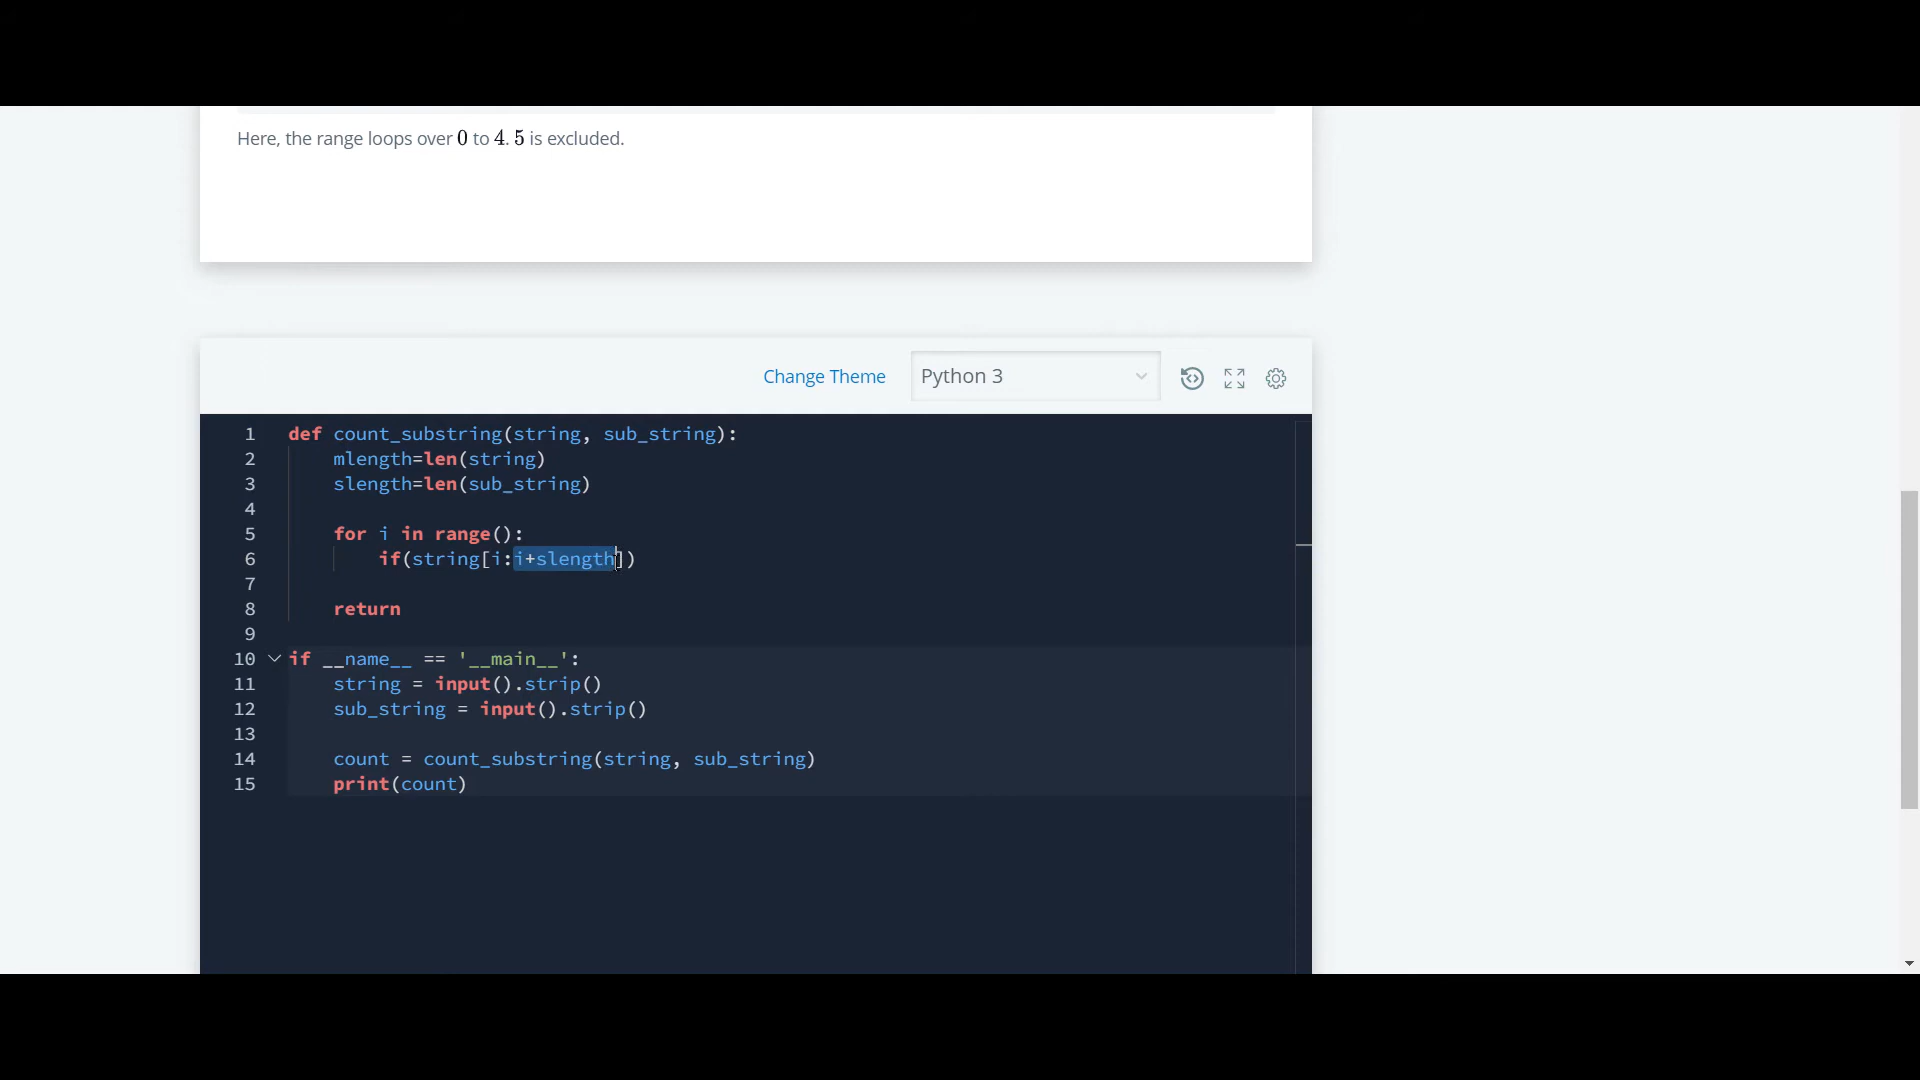 Here, the range loops over 0 to 4. 5 is excluded.
Change Theme
Python 3
1 def count_substring(string, sub_string):
2     mlength=len(string)
3     slength=len(sub_string)
4
5     for i in range():
6         if(string[i:i+slength])
7
8     return
9
10 if __name__ == '__main__':
11     string = input().strip()
12     sub_string = input().strip()
13
14     count = count_substring(string, sub_string)
15     print(count)